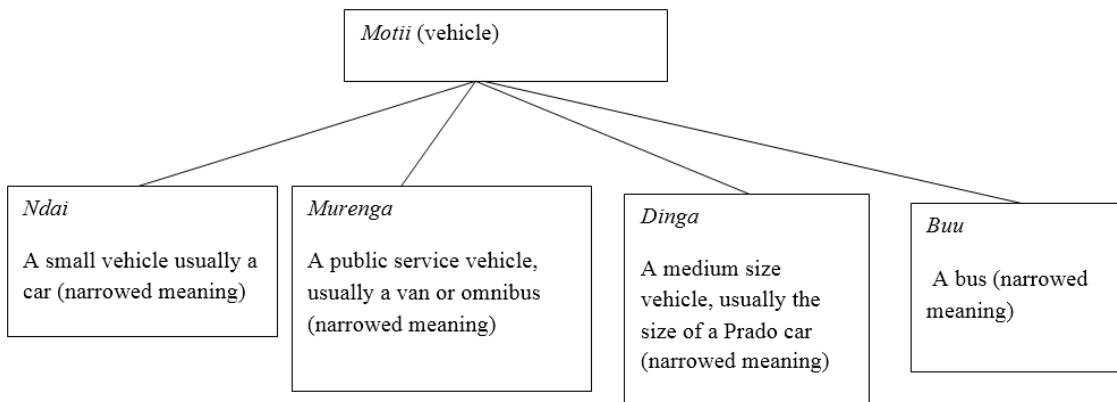 Motii (vehicle)
Ndai
A small vehicle usually a
car (narrowed meaning)
Murenga
A public service vehicle,
usually a van or omnibus
(narrowed meaning)
Dinga
A medium size
vehicle, usually the
size of a Prado car
(narrowed meaning)
Buu
A bus (narrowed
meaning)